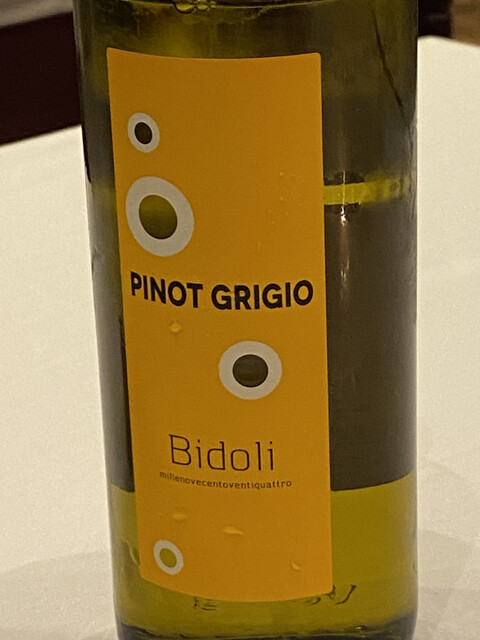 PINOT GRIGIO
Bidoli
millenovecentoventiquattro